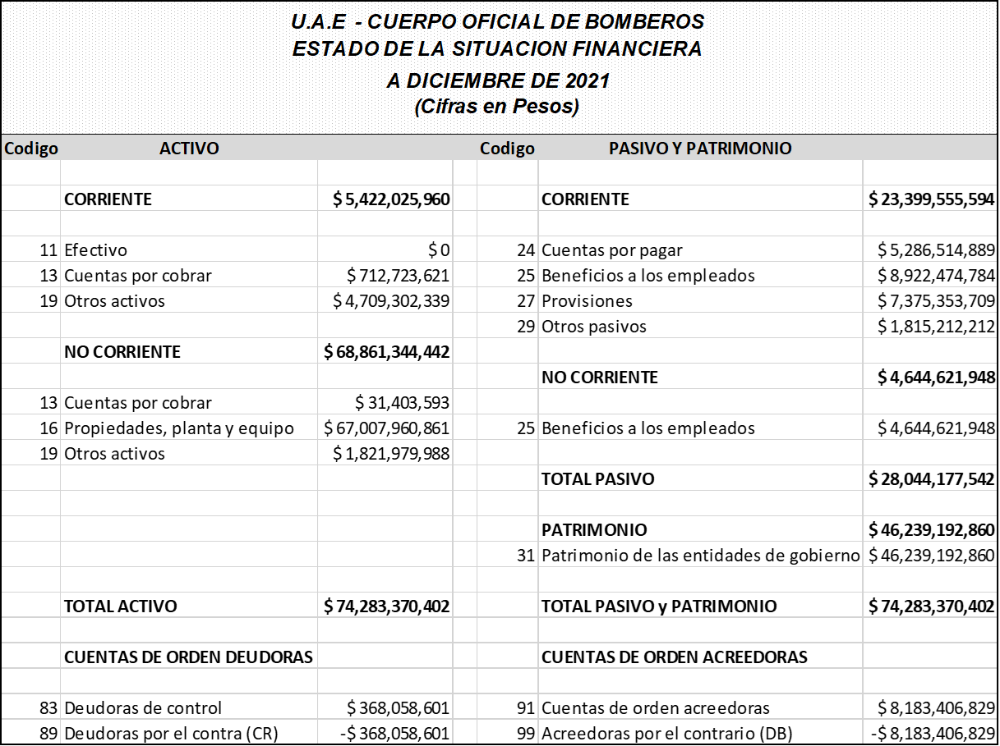 U.A.E - CUERPO OFICIAL DE BOMBEROS
ESTADO DE LA SITUACION FINANCIERA
A DICIEMBRE DE 2021
(Cifras en Pesos)
Codigo ACTIVO Codigo PASIVO Y PATRIMONIO
CORRIENTE $ 5,422,025,960 CORRIENTE $ 23,399,555,594
11 Efectivo $ 0 24 Cuentas por pagar $ 5,286,514,889
13 Cuentas por cobrar $ 712,723,621 25 Beneficios a los empleados $ 8,922,474,784
19 Otros activos $ 4,709,302,339 27 Provisiones $ 7,375,353,709
29 Otros pasivos $ 1,815,212,212
NO CORRIENTE $ 68,861,344,442
NO CORRIENTE $ 4,644,621,948
13 Cuentas por cobrar $ 31,403,593
16 Propiedades, planta y equipo $ 67,007,960,861 25 Beneficios a los empleados $ 4,644,621,948
19 Otros activos $ 1,821,979,988
TOTAL PASIVO $ 28,044,177,542
PATRIMONIO $ 46,239,192,860
31 Patrimonio de las entidades de gobierno $ 46,239,192,860
TOTAL ACTIVO $ 74,283,370,402 TOTAL PASIVO y PATRIMONIO $ 74,283,370,402
CUENTAS DE ORDEN DEUDORAS CUENTAS DE ORDEN ACREEDORAS
83 Deudoras de control $ 368,058,601 91 Cuentas de orden acreedoras $ 8,183,406,829
89 Deudoras por el contra (CR) -$ 368,058,601 99 Acreedoras por el contrario (DB) -$ 8,183,406,829